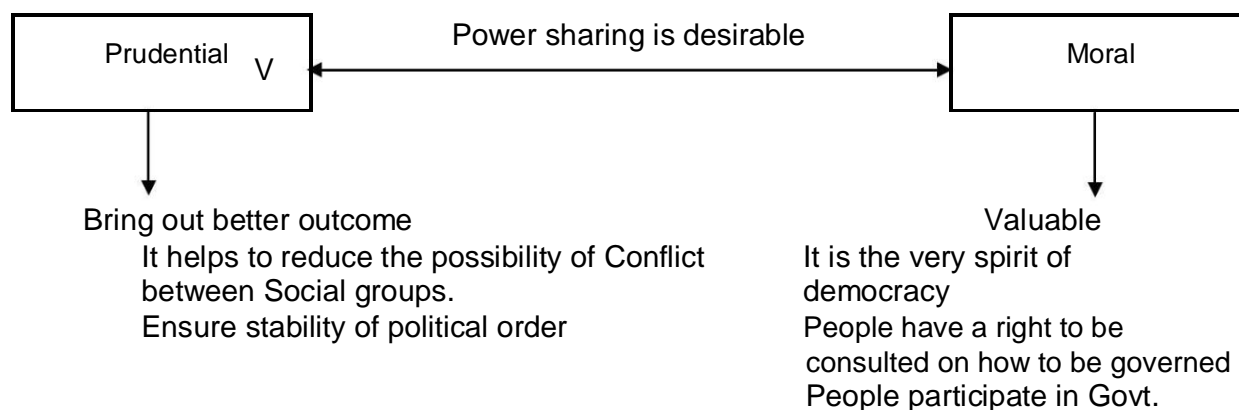 Power sharing is desirable
Prudential V
Moral
Bring out better outcome
It helps to reduce the possibility of Conflict
between Social groups.
Ensure stability of political order
Valuable
It is the very spirit of
democracy
People have a right to be
consulted on how to be governed
People participate in Govt.